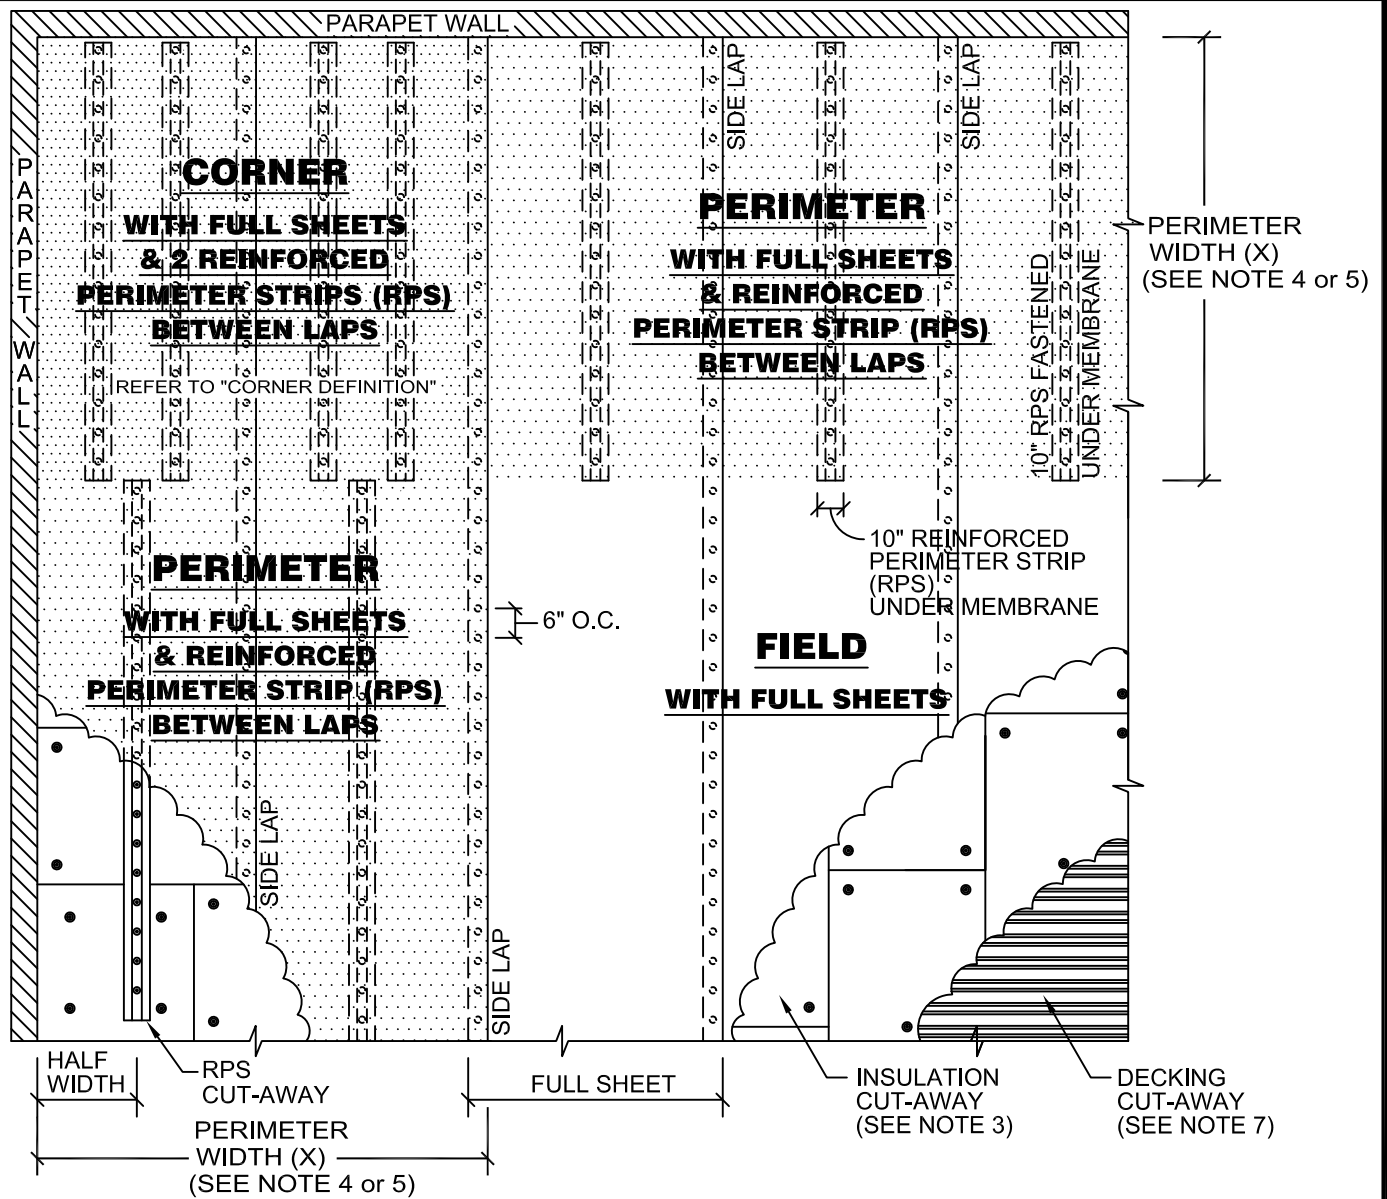 PARAPET WALL
PARAPET WALL
SIDE LAP
SIDE LAP
CORNER
WITH FULL SHEETS
& 2 REINFORCED
PERIMETER STRIPS (RPS)
BETWEEN LAPS
REFER TO "CORNER DEFINITION"
PERIMETER
WITH FULL SHEETS
& REINFORCED
PERIMETER STRIP (RPS)
BETWEEN LAPS
10" RPS FASTENED
UNDER MEMBRANE
PERIMETER
WIDTH (X)
(SEE NOTE 4 or 5)
10" REINFORCED
PERIMETER STRIP
(RPS)
UNDER MEMBRANE
PERIMETER
WITH FULL SHEETS
& REINFORCED
PERIMETER STRIP (RPS)
BETWEEN LAPS
6" O.C.
FIELD
WITH FULL SHEETS
SIDE LAP
SIDE LAP
HALF
WIDTH
RPS
CUT-AWAY
FULL SHEET
INSULATION
CUT-AWAY
(SEE NOTE 3)
DECKING
CUT-AWAY
(SEE NOTE 7)
PERIMETER
WIDTH (X)
(SEE NOTE 4 or 5)